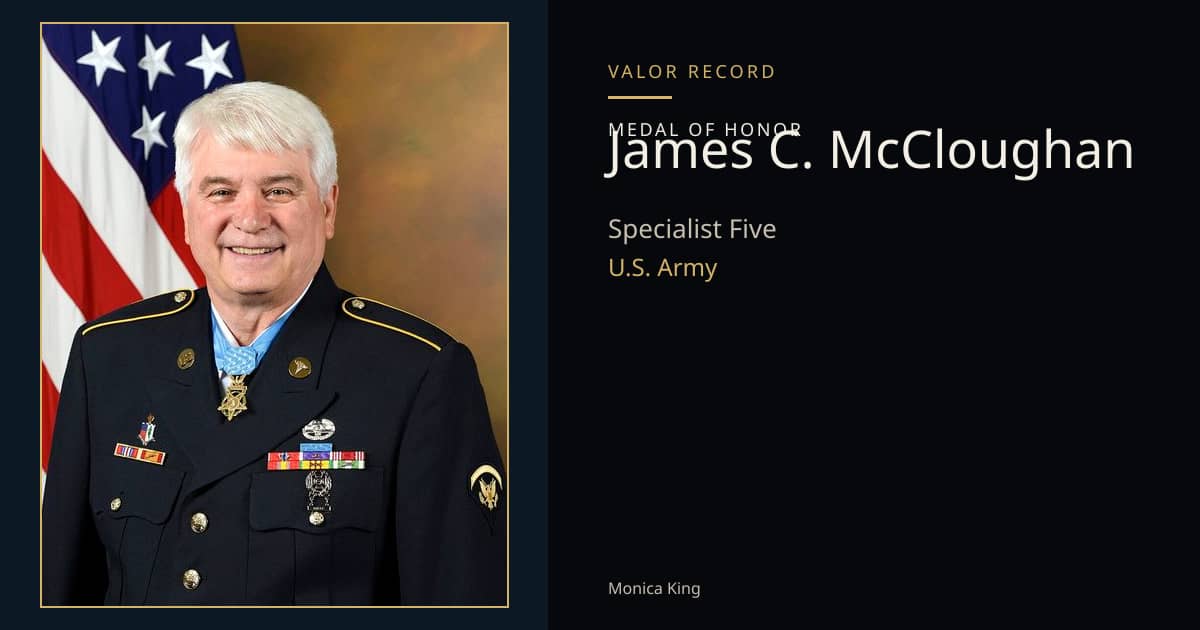 VALOR RECORD
MEDAL OF HONOR
James C. McCloughan
Specialist Five
U.S. Army
Monica King